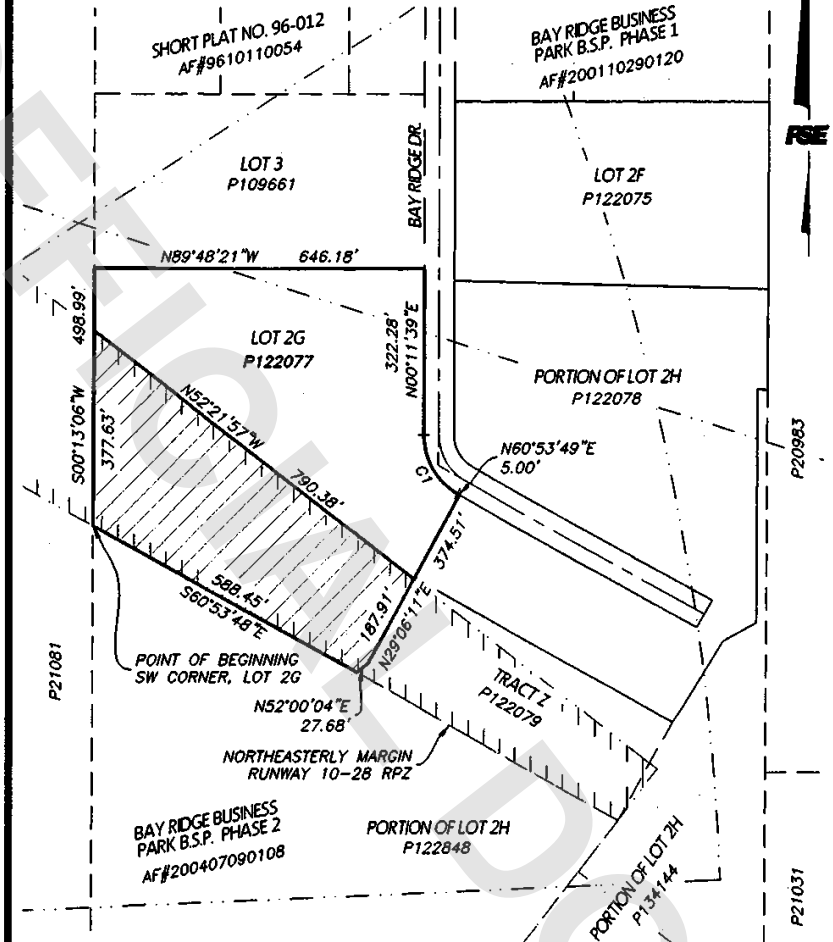 SHORT PLAT NO. 96-012
AF#9610110054
BAY RIDGE BUSINESS
PARK B.S.P. PHASE 1
AF#200110290120
PSE
LOT 3
P109661
BAY RIDGE DR.
LOT 2F
P122075
N89°48'21"W 646.18'
498.99'
LOT 2G
P122077
322.28'
N00°11'39"E
PORTION OF LOT 2H
P122078
S00°13'06"W
377.63'
N52°21'57"W
790.38'
C1
N60°53'49"E
5.00'
P20983
374.51'
588.45'
S60°53'48"E
187.91'
N29°06'11"E
P21081
POINT OF BEGINNING
SW CORNER, LOT 2G
TRACT Z
P122079
N52°00'04"E
27.68'
NORTHEASTERLY MARGIN
RUNWAY 10-28 RPZ
BAY RIDGE BUSINESS
PARK B.S.P. PHASE 2
AF#200407090108
PORTION OF LOT 2H
P122848
PORTION OF LOT 2H
P134144
P21031